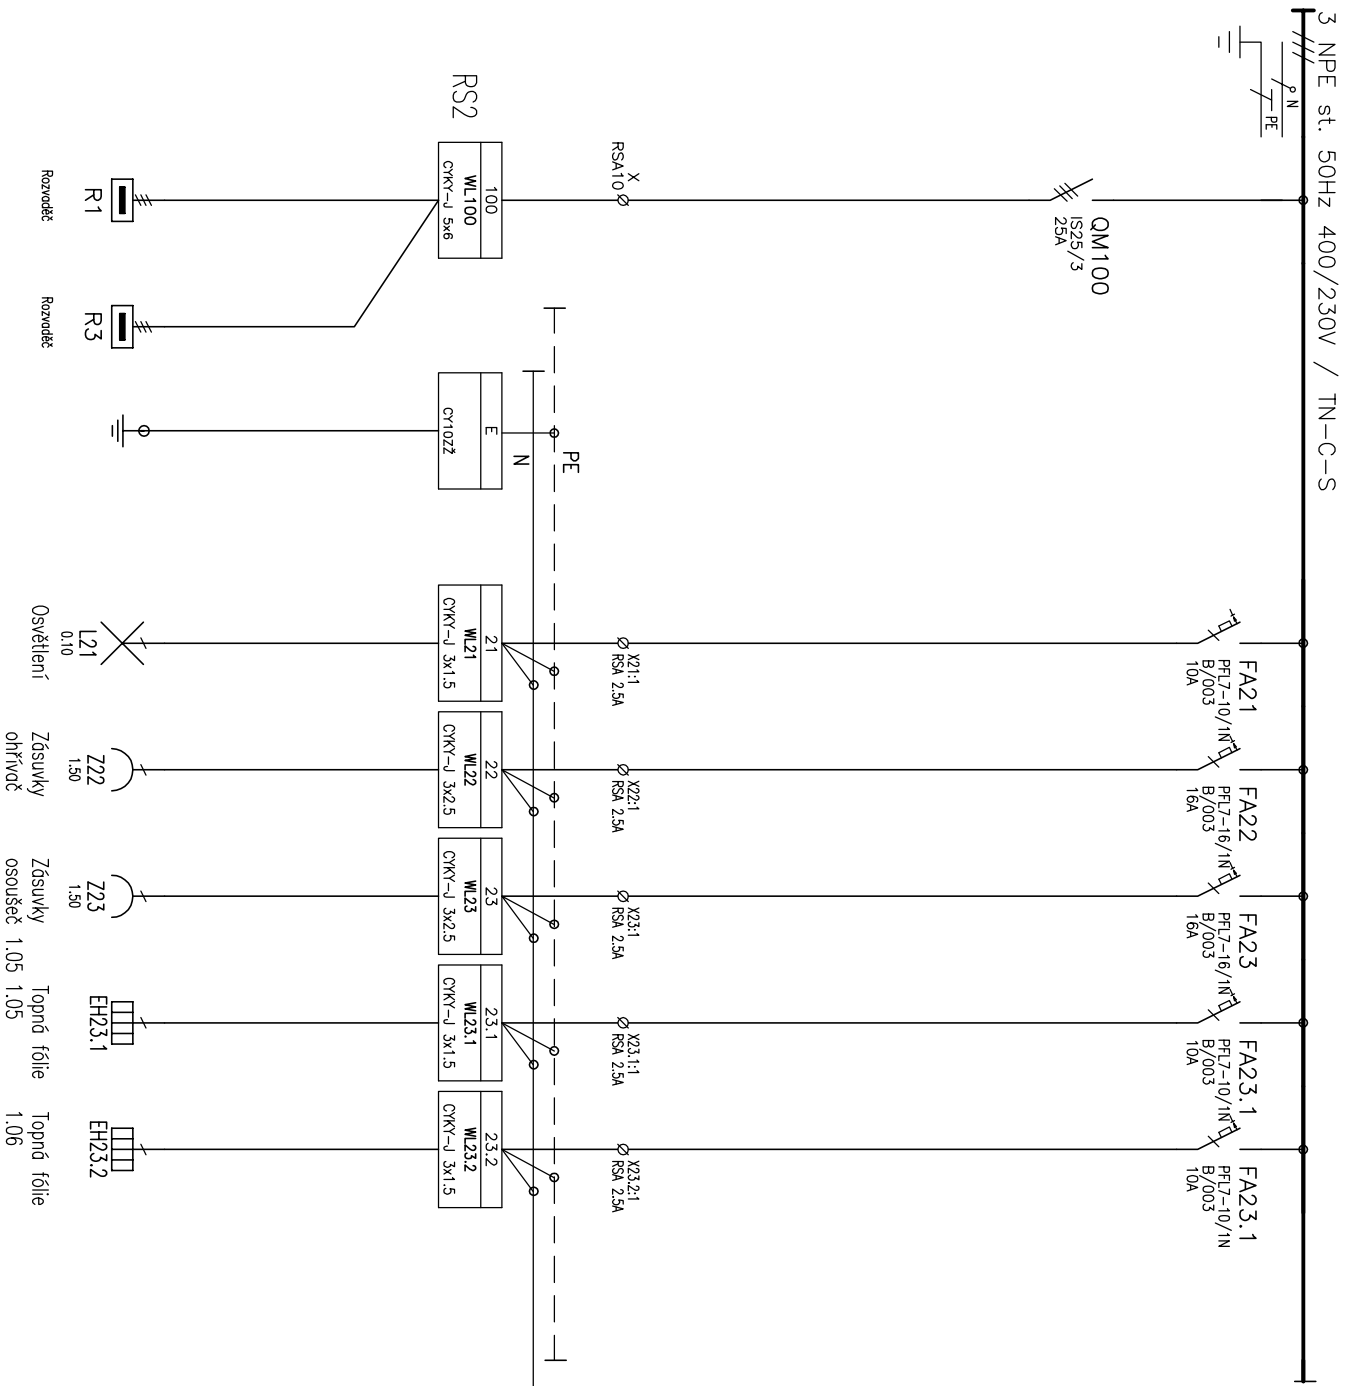 3 NPE st. 50Hz 400/230V / TN-C-S
N
PE
QM100
IS25/3
25A
FA21
PFL7-10/1N
B/003
10A
FA22
PFL7-16/1N
B/003
16A
FA23
PFL7-16/1N
B/003
16A
FA23.1
PFL7-10/1N
B/003
10A
FA23.1
PFL7-10/1N
B/003
10A
X
RSA10
X21:1
RSA 2.5A
X22:1
RSA 2.5A
X23:1
RSA 2.5A
X23.1:1
RSA 2.5A
X23.2:1
RSA 2.5A
PE
N
RS2
100
WL100
CYKY-J 5x6
E
CY10ZŽ
21
WL21
CYKY-J 3x1.5
22
WL22
CYKY-J 3x2.5
23
WL23
CYKY-J 3x2.5
23.1
WL23.1
CYKY-J 3x1.5
23.2
WL23.2
CYKY-J 3x1.5
R1
Rozvaděč
R3
Rozvaděč
L21
0.10
Osvětlení
Z22
1.50
Zásuvky
ohřívač
Z23
1.50
Zásuvky
osoušeč 1.05
EH23.1
Topná fólie
1.05
EH23.2
Topná fólie
1.06